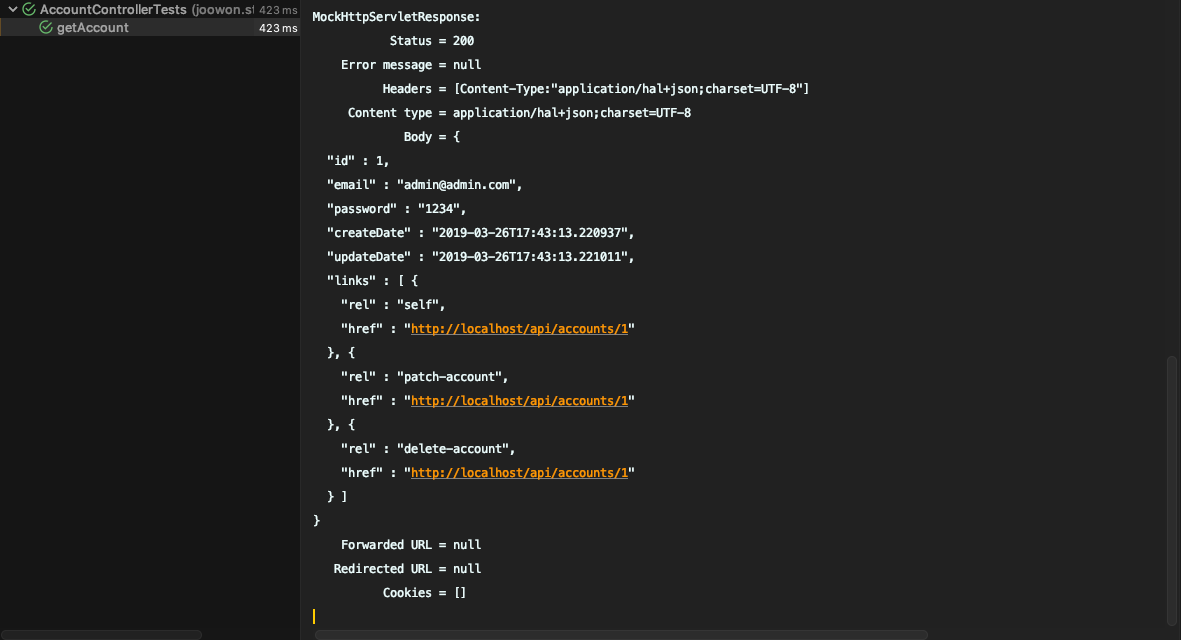 AccountControllerTests (joowon.st 423 ms
getAccount 423 ms
MockHttpServletResponse:
Status = 200
Error message = null
Headers = [Content-Type:"application/hal+json;charset=UTF-8"]
Content type = application/hal+json;charset=UTF-8
Body = {
"id" : 1,
"email" : "admin@admin.com",
"password" : "1234",
"createDate" : "2019-03-26T17:43:13.220937",
"updateDate" : "2019-03-26T17:43:13.221011",
"links" : [ {
"rel" : "self",
"href" : "http://localhost/api/accounts/1"
}, {
"rel" : "patch-account",
"href" : "http://localhost/api/accounts/1"
}, {
"rel" : "delete-account",
"href" : "http://localhost/api/accounts/1"
} ]
}
Forwarded URL = null
Redirected URL = null
Cookies = []